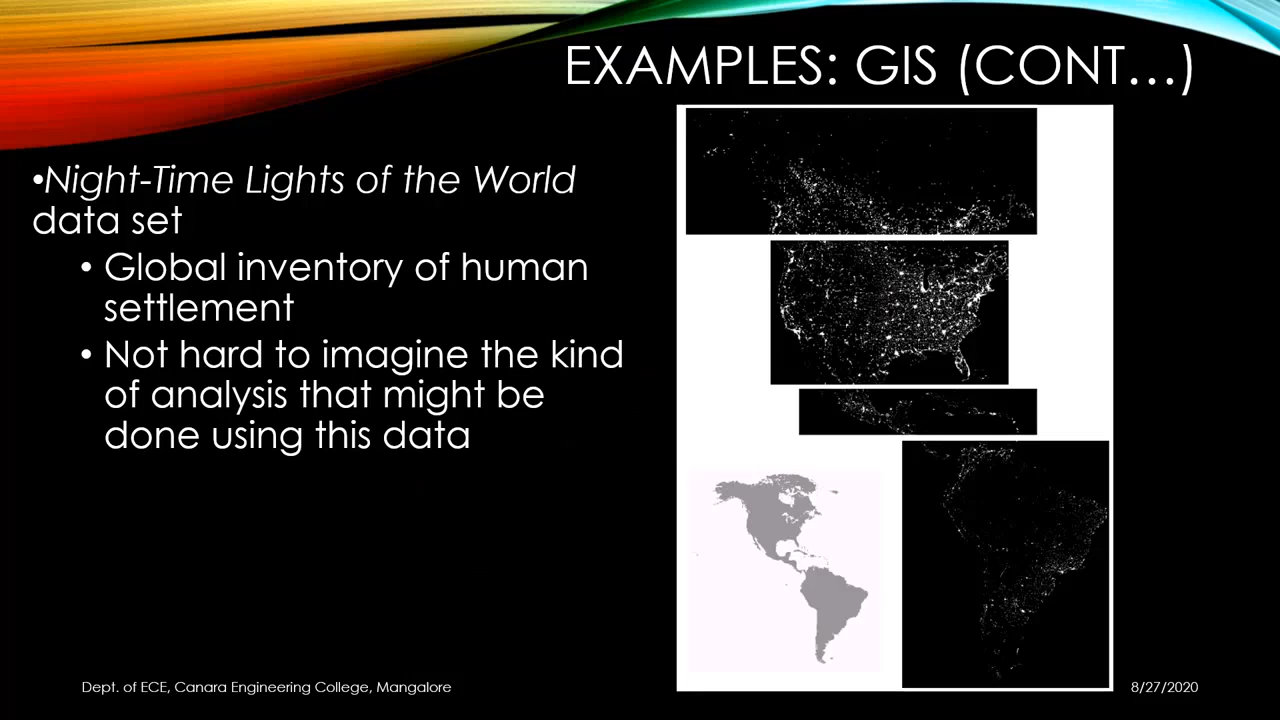 EXAMPLES: GIS (CONT…)
•Night-Time Lights of the World
data set
• Global inventory of human
settlement
• Not hard to imagine the kind
of analysis that might be
done using this data
Dept. of ECE, Canara Engineering College, Mangalore
8/27/2020